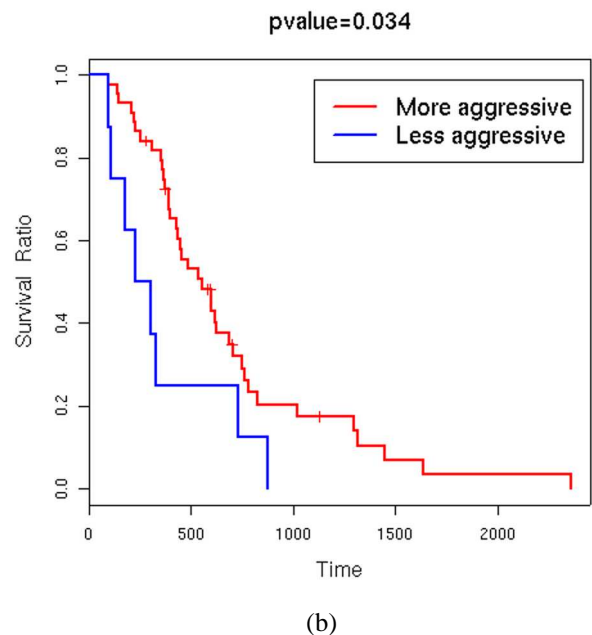 pvalue=0.034
More aggressive
Less aggressive
1.0
0.8
0.6
0.4
0.2
0.0
Survival Ratio
0 500 1000 1500 2000
Time
(b)